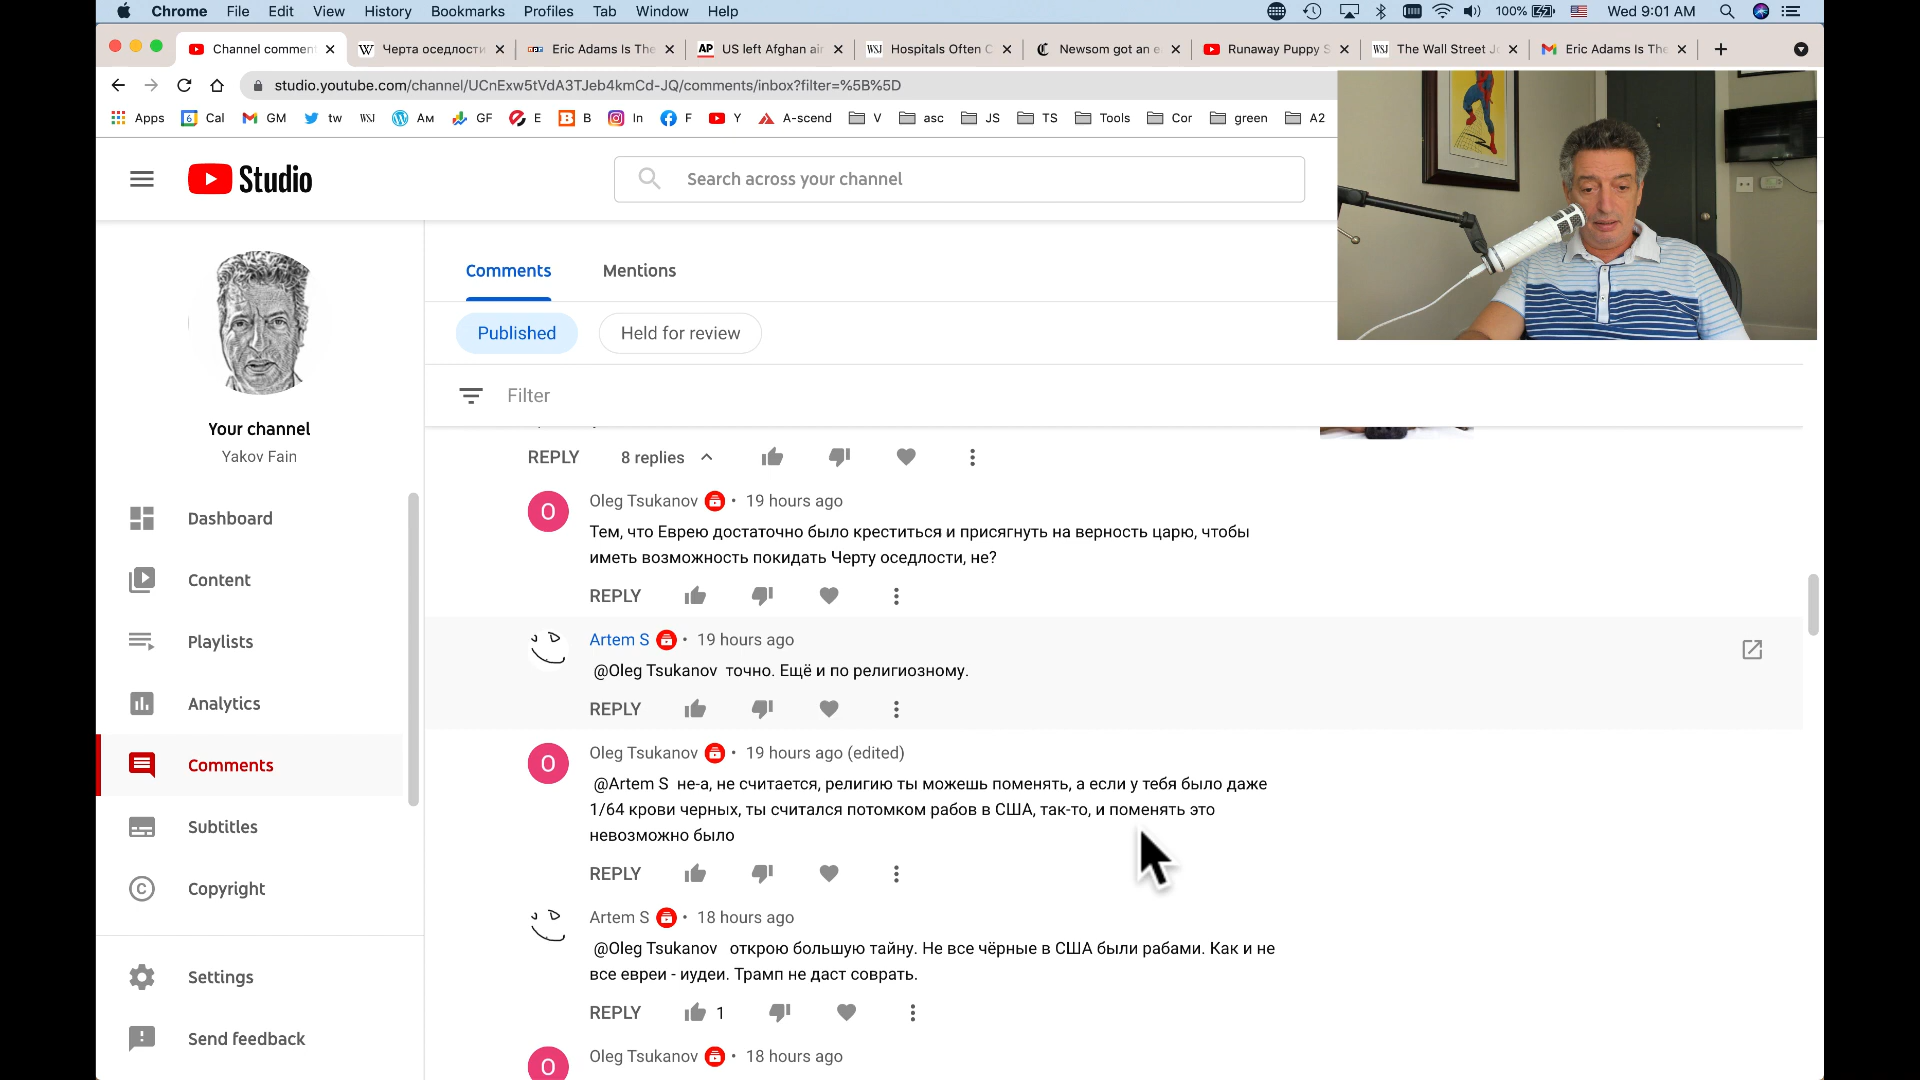 Chrome File Edit View History Bookmarks Profiles Tab Window Help 100% Wed 9:01 AM
Channel commen Черта оседлости Eric Adams Is The AP US left Afghan air WSJ Hospitals Often C Newsom got an e Runaway Puppy S WSJ The Wall Street J Eric Adams Is The
studio.youtube.com/channel/UCnExw5tVdA3TJeb4kmCd-JQ/comments/inbox?filter=%5B%5D
Apps Cal GM tw WSJ Ам GF E B In F Y A-scend V asc JS TS Tools Cor green A2
Studio
Search across your channel
Comments Mentions
Published Held for review
Filter
Your channel
Yakov Fain
Dashboard
Content
Playlists
Analytics
Comments
Subtitles
Copyright
Settings
Send feedback
REPLY 8 replies
Oleg Tsukanov • 19 hours ago
Тем, что Еврею достаточно было креститься и присягнуть на верность царю, чтобы
иметь возможность покидать Черту оседлости, не?
REPLY
Artem S • 19 hours ago
@Oleg Tsukanov точно. Ещё и по религиозному.
REPLY
Oleg Tsukanov • 19 hours ago (edited)
@Artem S не-а, не считается, религию ты можешь поменять, а если у тебя было даже
1/64 крови черных, ты считался потомком рабов в США, так-то, и поменять это
невозможно было
REPLY
Artem S • 18 hours ago
@Oleg Tsukanov открою большую тайну. Не все чёрные в США были рабами. Как и не
все евреи - иудеи. Трамп не даст соврать.
REPLY 1
Oleg Tsukanov • 18 hours ago